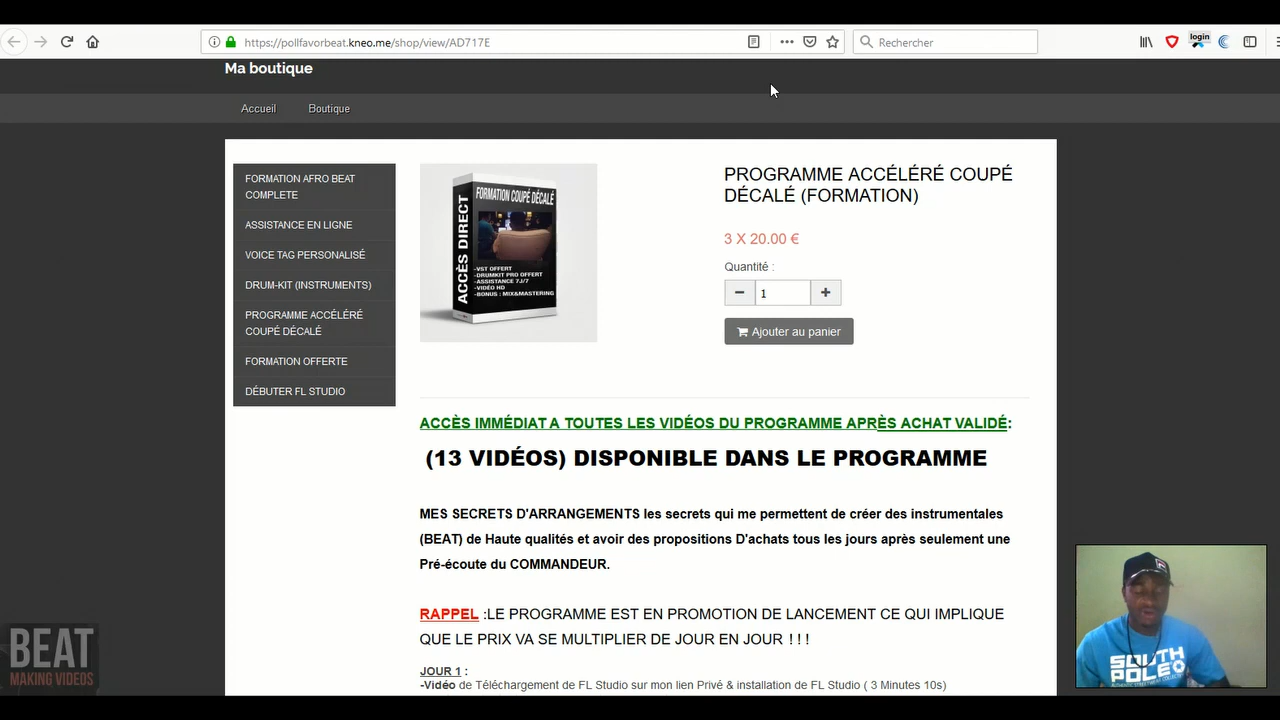 https://pollfavorbeat.kneo.me/shop/view/AD717E
Rechercher
login
Ma boutique
Accueil
Boutique
FORMATION AFRO BEAT
COMPLETE
ASSISTANCE EN LIGNE
VOICE TAG PERSONALISÉ
DRUM-KIT (INSTRUMENTS)
PROGRAMME ACCÉLÉRÉ
COUPÉ DÉCALÉ
FORMATION OFFERTE
DÉBUTER FL STUDIO
ACCÈS DIRECT
FORMATION COUPÉ DÉCALÉ
-VST OFFERT
-DRUMKIT PRO OFFERT
-ASSISTANCE 7J/7
-VIDÉO HD
-BONUS : MIX&MASTERING
PROGRAMME ACCÉLÉRÉ COUPÉ
DÉCALÉ (FORMATION)
3 X 20.00 €
Quantité :
1
Ajouter au panier
ACCÈS IMMÉDIAT A TOUTES LES VIDÉOS DU PROGRAMME APRÈS ACHAT VALIDÉ:
(13 VIDÉOS) DISPONIBLE DANS LE PROGRAMME
MES SECRETS D'ARRANGEMENTS les secrets qui me permettent de créer des instrumentales
(BEAT) de Haute qualités et avoir des propositions D'achats tous les jours après seulement une
Pré-écoute du COMMANDEUR.
RAPPEL :LE PROGRAMME EST EN PROMOTION DE LANCEMENT CE QUI IMPLIQUE
QUE LE PRIX VA SE MULTIPLIER DE JOUR EN JOUR !!!
JOUR 1 :
-Vidéo de Téléchargement de FL Studio sur mon lien Privé & installation de FL Studio ( 3 Minutes 10s)
BEAT
MAKING VIDEOS
SOUTH
POLE